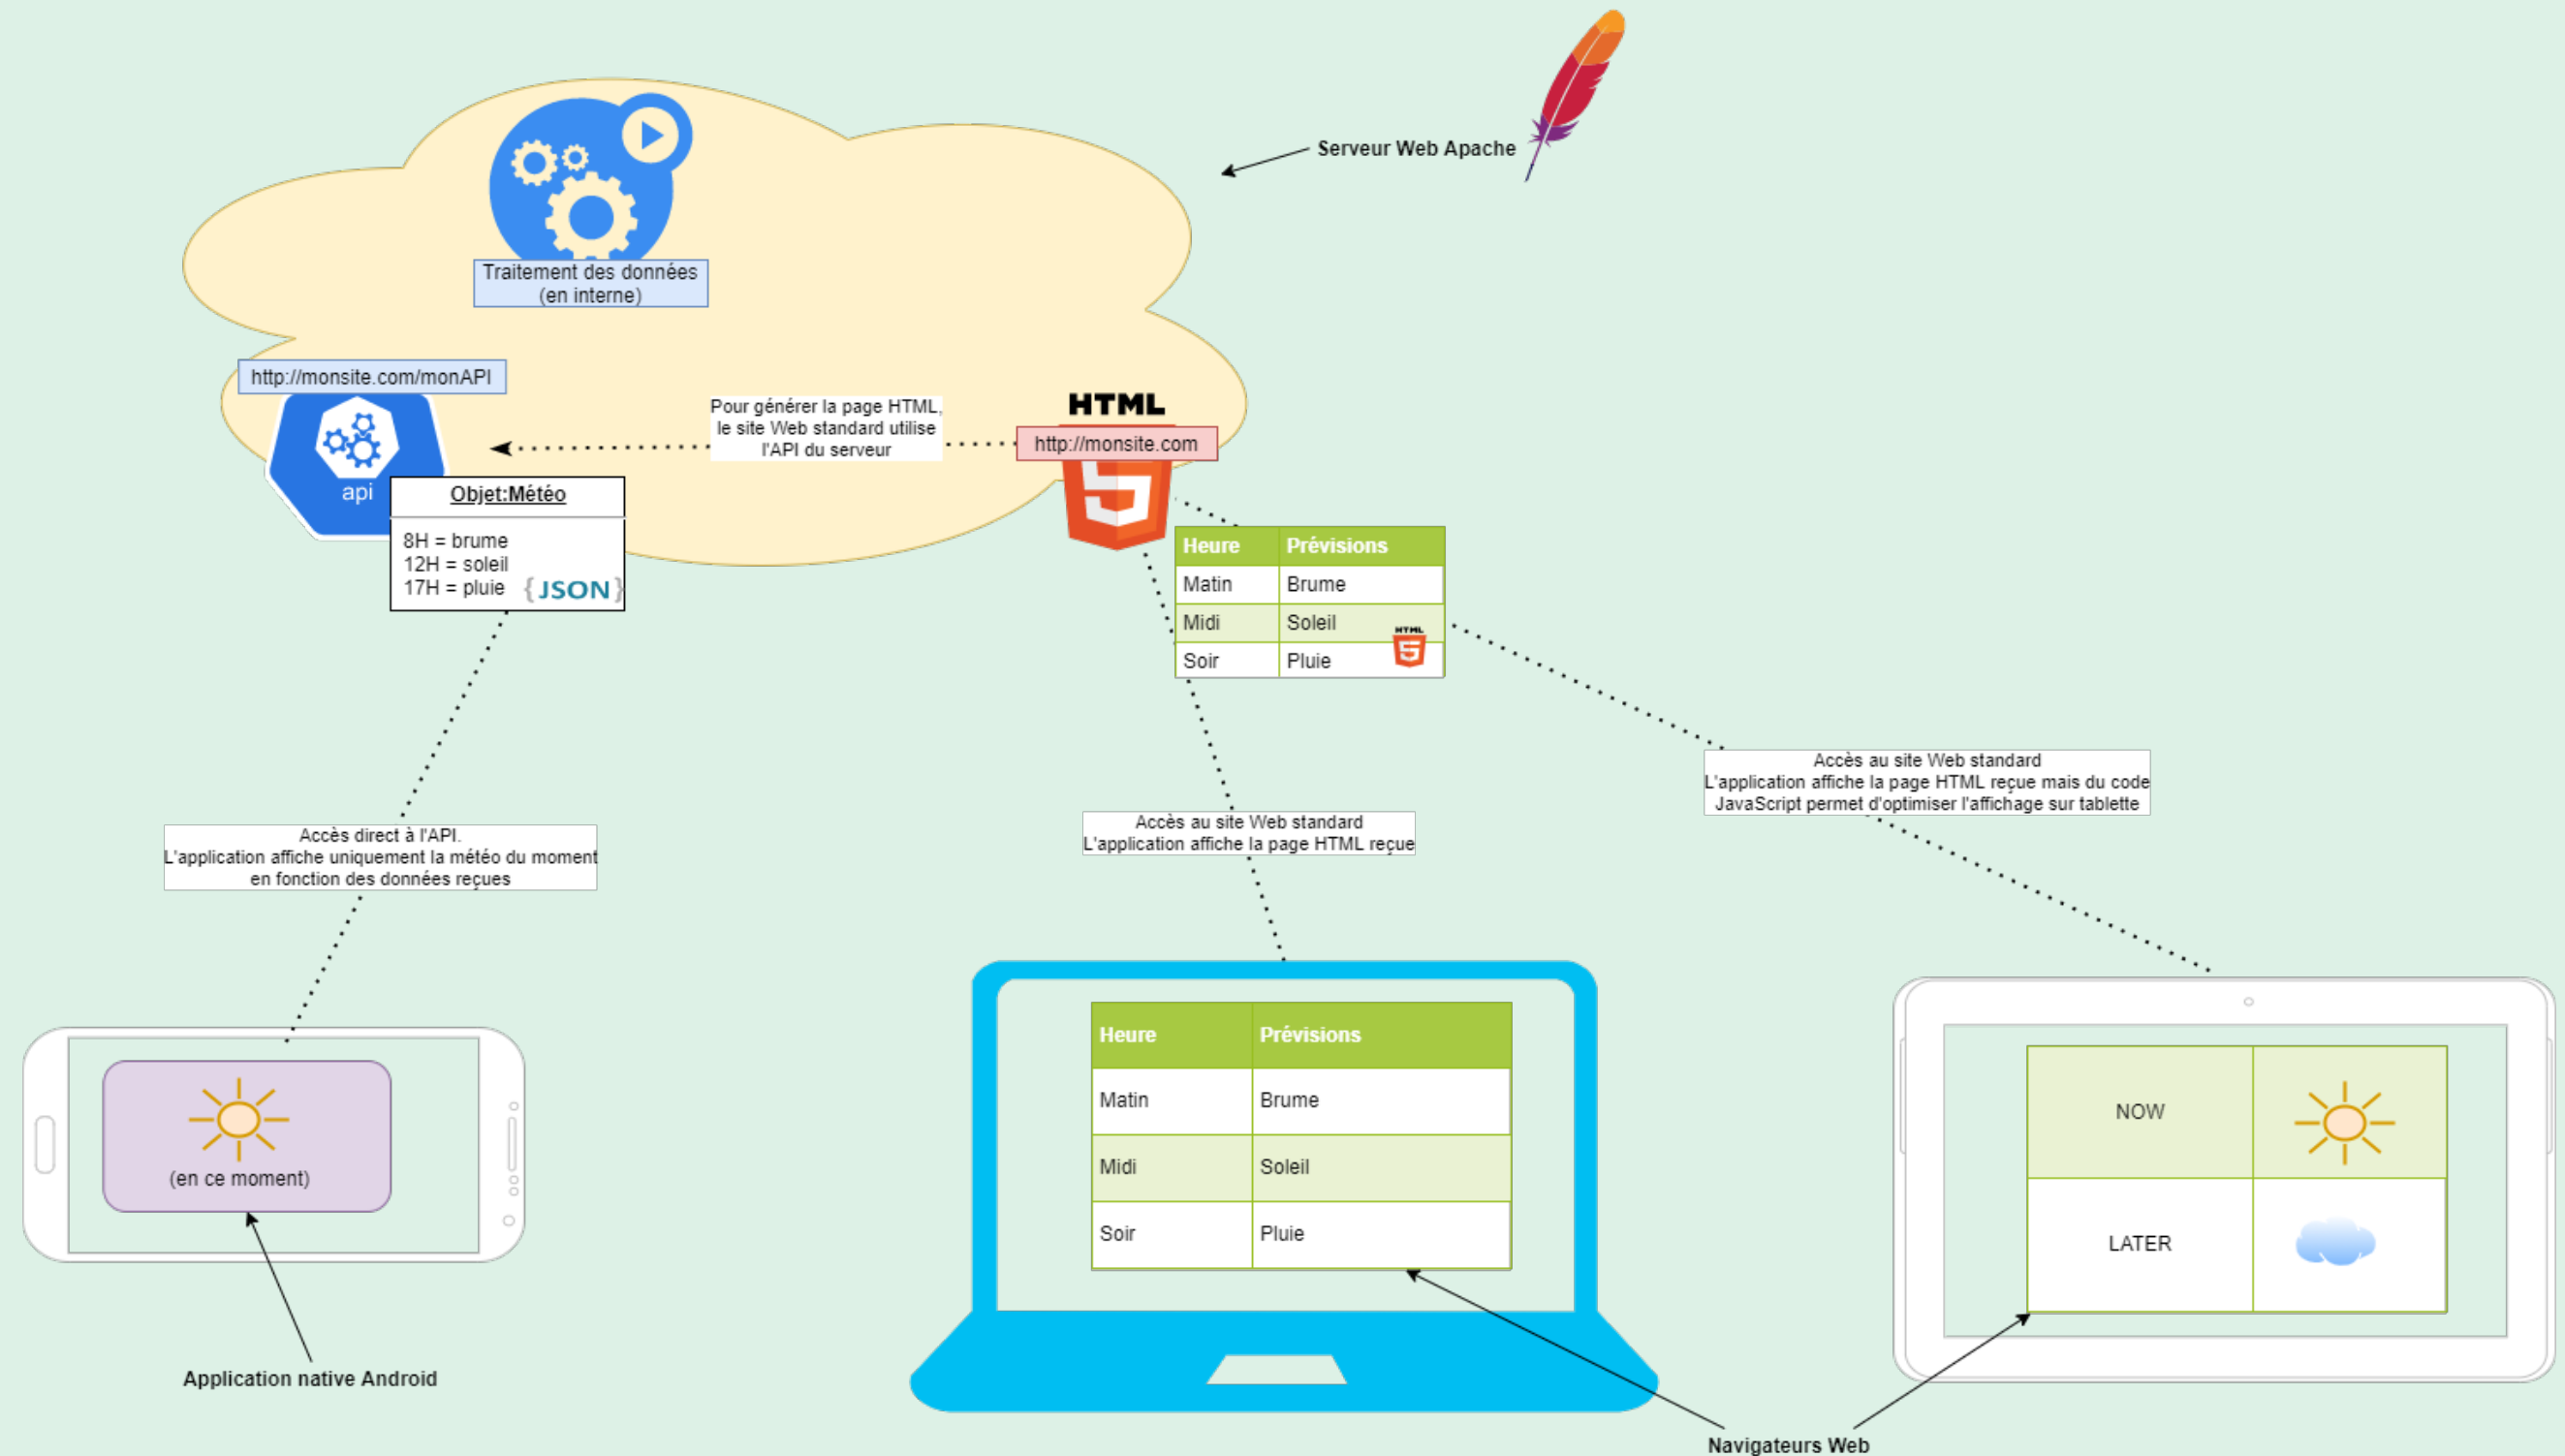 Serveur Web Apache
Traitement des données
(en interne)
http://monsite.com/monAPI
api
Objet:Météo
8H = brume
12H = soleil
17H = pluie
{JSON}
Pour générer la page HTML,
le site Web standard utilise
l'API du serveur
HTML
http://monsite.com
5
Heure Prévisions
Matin Brume
Midi Soleil
Soir Pluie
HTML
5
Accès direct à l'API.
L'application affiche uniquement la météo du moment
en fonction des données reçues
Accès au site Web standard
L'application affiche la page HTML reçue
Accès au site Web standard
L'application affiche la page HTML reçue mais du code
JavaScript permet d'optimiser l'affichage sur tablette
(en ce moment)
Application native Android
Heure Prévisions
Matin Brume
Midi Soleil
Soir Pluie
NOW
LATER
Navigateurs Web